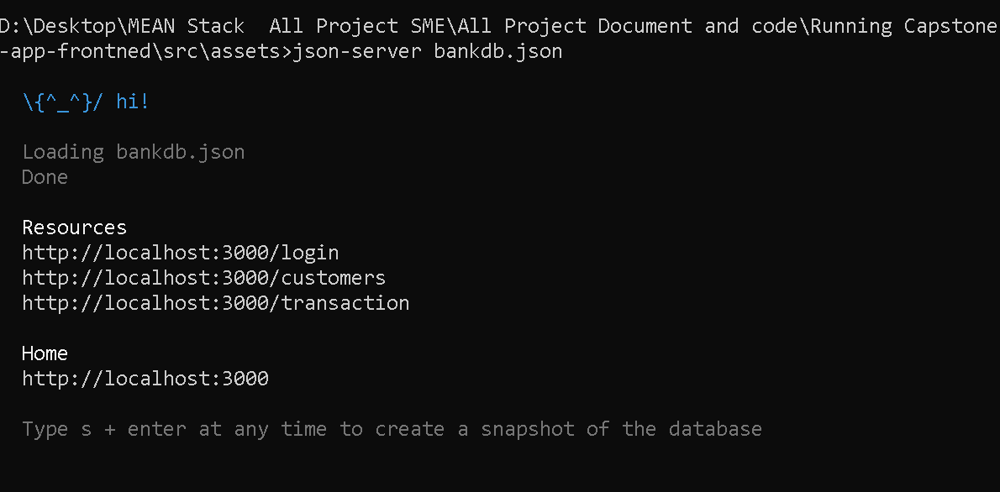 D:\Desktop\MEAN Stack  All Project SME\All Project Document and code\Running Capstone
-app-frontned\src\assets>json-server bankdb.json
\{^_^}/ hi!
Loading bankdb.json
Done
Resources
http://localhost:3000/login
http://localhost:3000/customers
http://localhost:3000/transaction
Home
http://localhost:3000
Type s + enter at any time to create a snapshot of the database